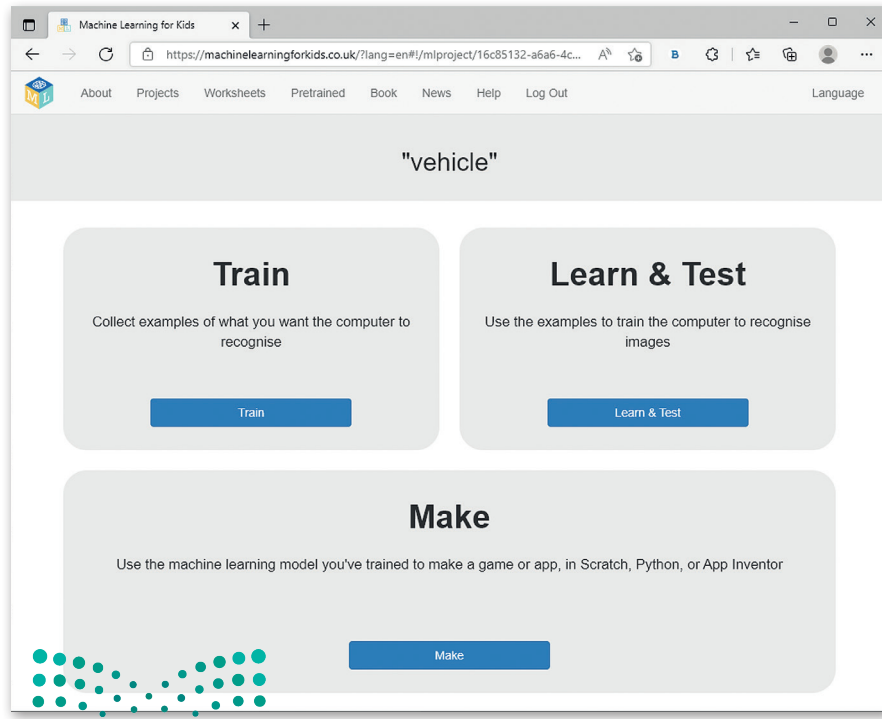 Machine Learning for Kids
https://machinelearningforkids.co.uk/?lang=en#!/mlproject/16c85132-a6a6-4c...
ML
About Projects Worksheets Pretrained Book News Help Log Out Language
"vehicle"
Train
Collect examples of what you want the computer to
recognise
Train
Learn & Test
Use the examples to train the computer to recognise
images
Learn & Test
Make
Use the machine learning model you've trained to make a game or app, in Scratch, Python, or App Inventor
Make